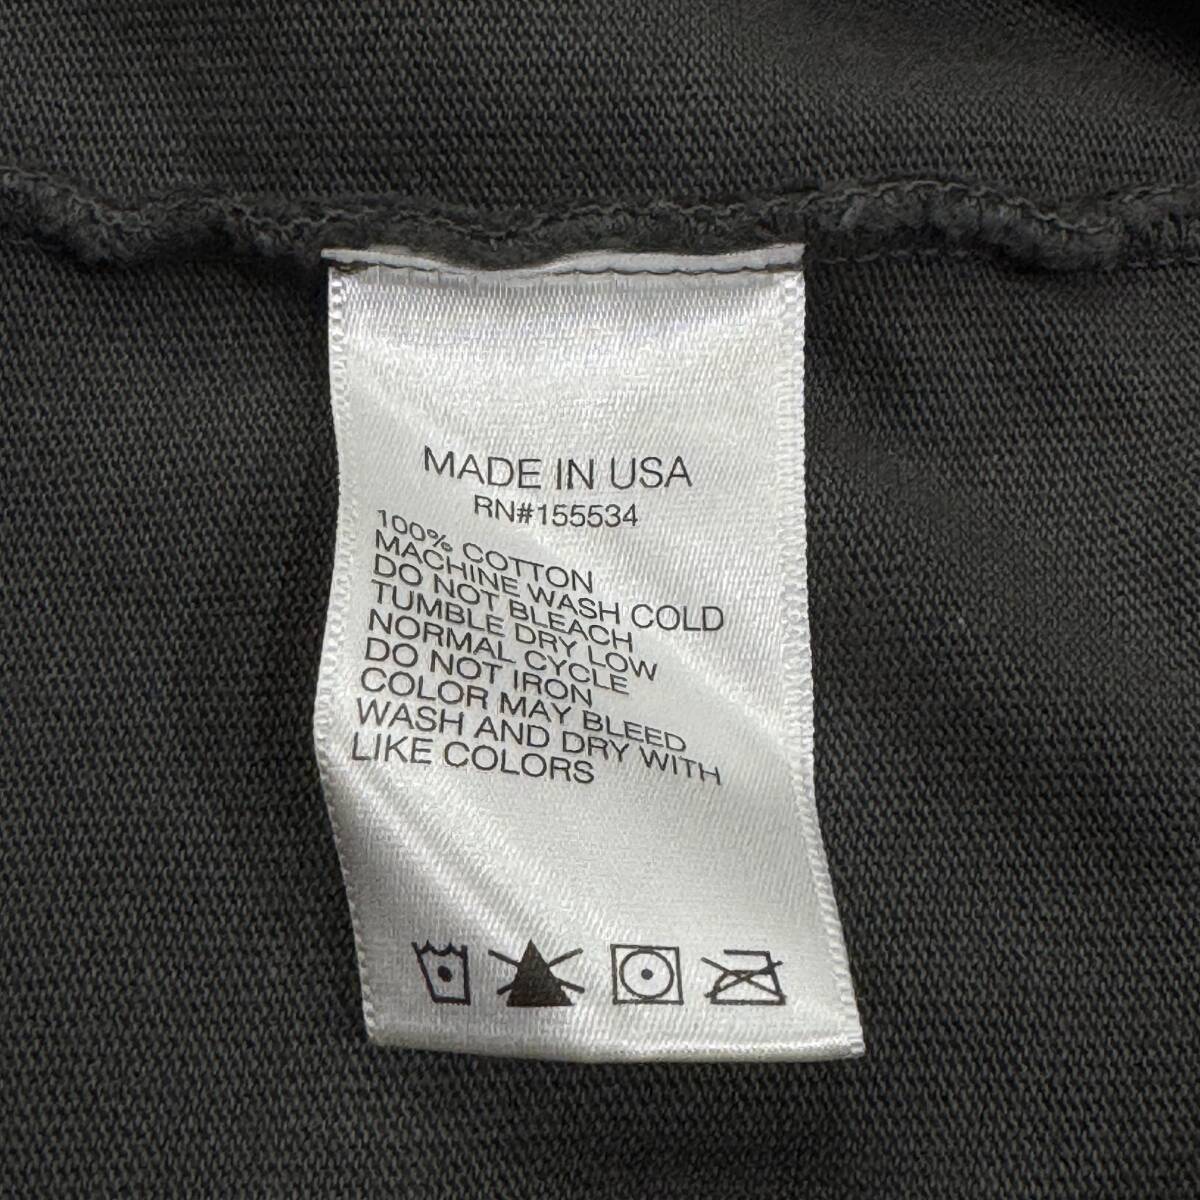 MADE IN USA
RN#155534
100% COTTON
MACHINE WASH COLD
DO NOT BLEACH
TUMBLE DRY LOW
NORMAL CYCLE
DO NOT IRON
COLOR MAY BLEED
WASH AND DRY WITH
LIKE COLORS